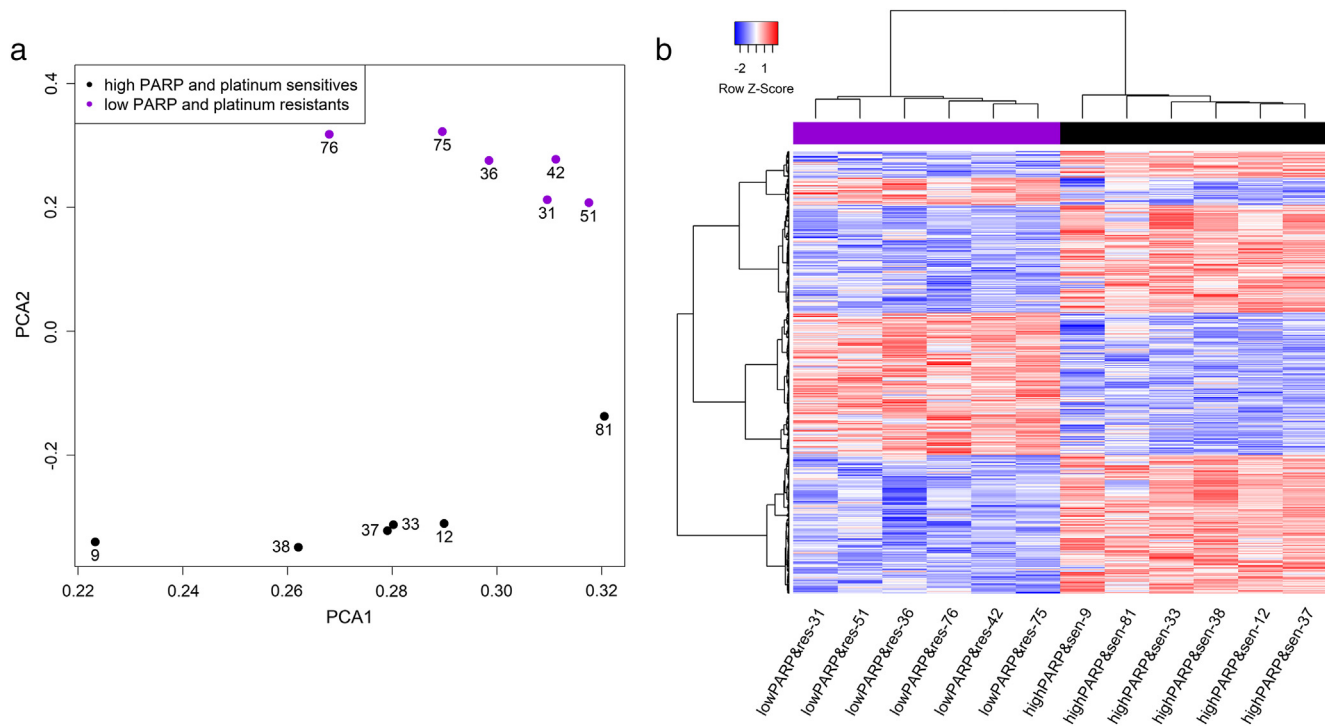 a
high PARP and platinum sensitives
low PARP and platinum resistants
PCA2
0.4
0.2
0.0
-0.2
76
75
36
42
31
51
81
9
38
37
33
12
0.22
0.24
0.26
0.28
0.30
0.32
PCA1
b
-2 1
Row Z-Score
lowPARP&res-31
lowPARP&res-51
lowPARP&res-36
lowPARP&res-76
lowPARP&res-42
lowPARP&res-75
highPARP&sen-9
highPARP&sen-81
highPARP&sen-33
highPARP&sen-38
highPARP&sen-12
highPARP&sen-37